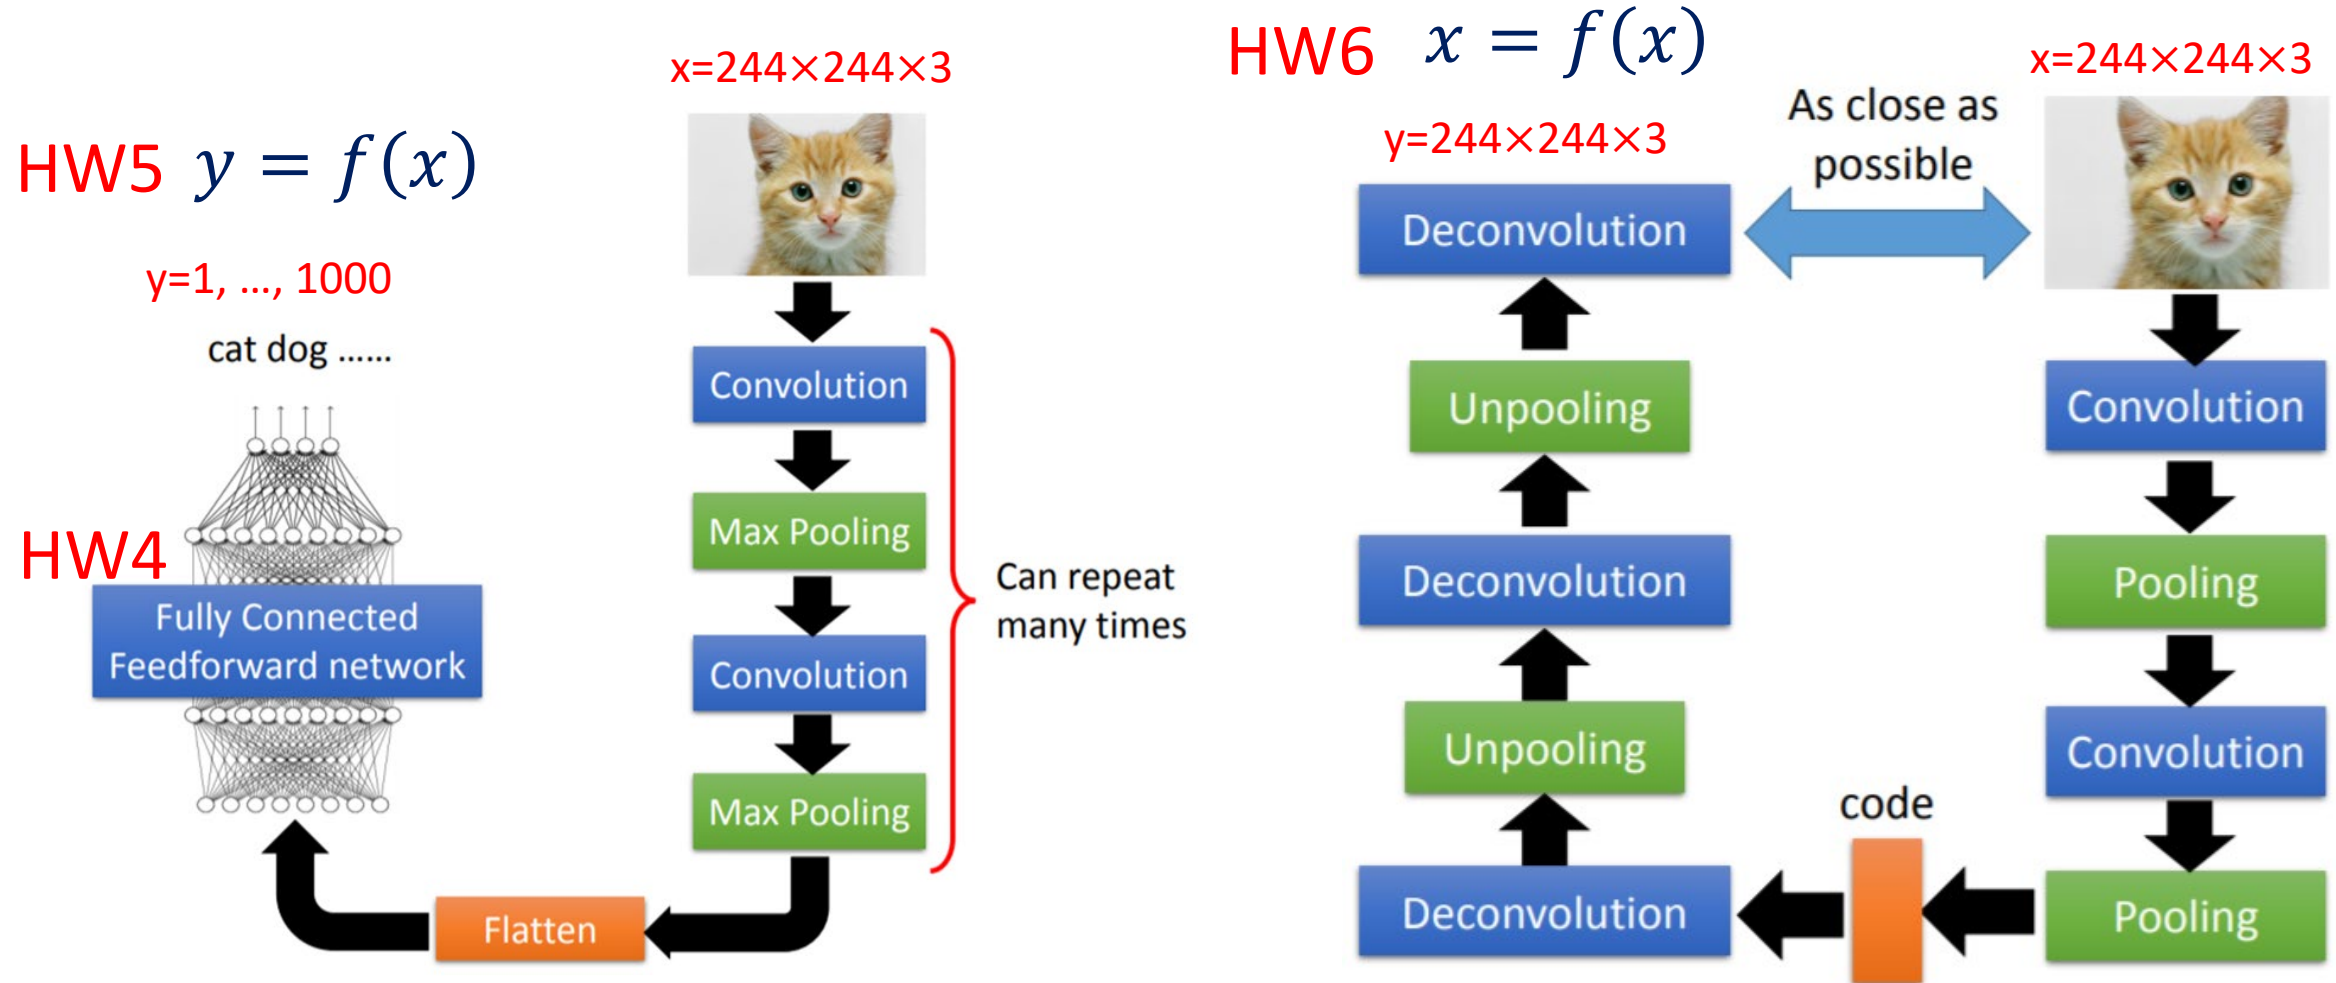 HW5 y = f(x)
x=244×244×3
y=1, …, 1000
cat dog ……
HW4
Fully Connected
Feedforward network
Convolution
Max Pooling
Convolution
Max Pooling
Can repeat
many times
Flatten
HW6 x = f(x)
y=244×244×3
As close as
possible
x=244×244×3
Deconvolution
Unpooling
Deconvolution
Unpooling
Deconvolution
code
Convolution
Pooling
Convolution
Pooling